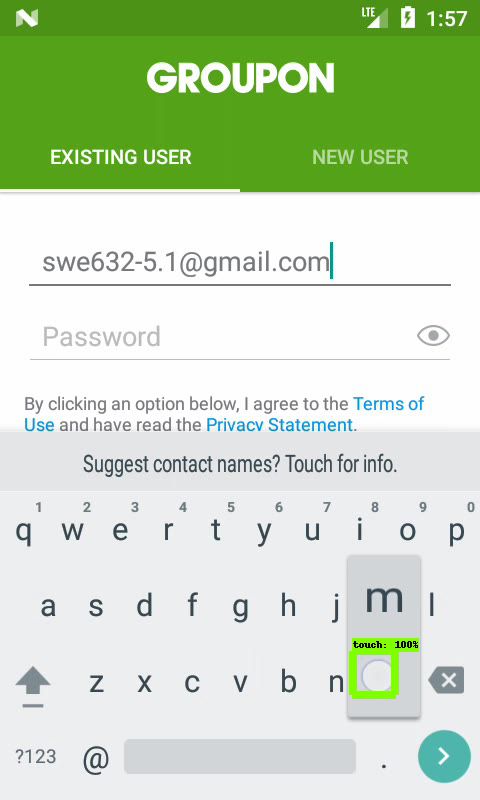 LTE 1:57
GROUPON
EXISTING USER NEW USER
swe632-5.1@gmail.com
Password
By clicking an option below, I agree to the Terms of
Use and have read the Privacy Statement.
Suggest contact names? Touch for info.
1 2 3 4 5 6 7 8 9 0
q w e r t y u i o p
a s d f g h j m l
touch: 100%
z x c v b n
?123 @ .